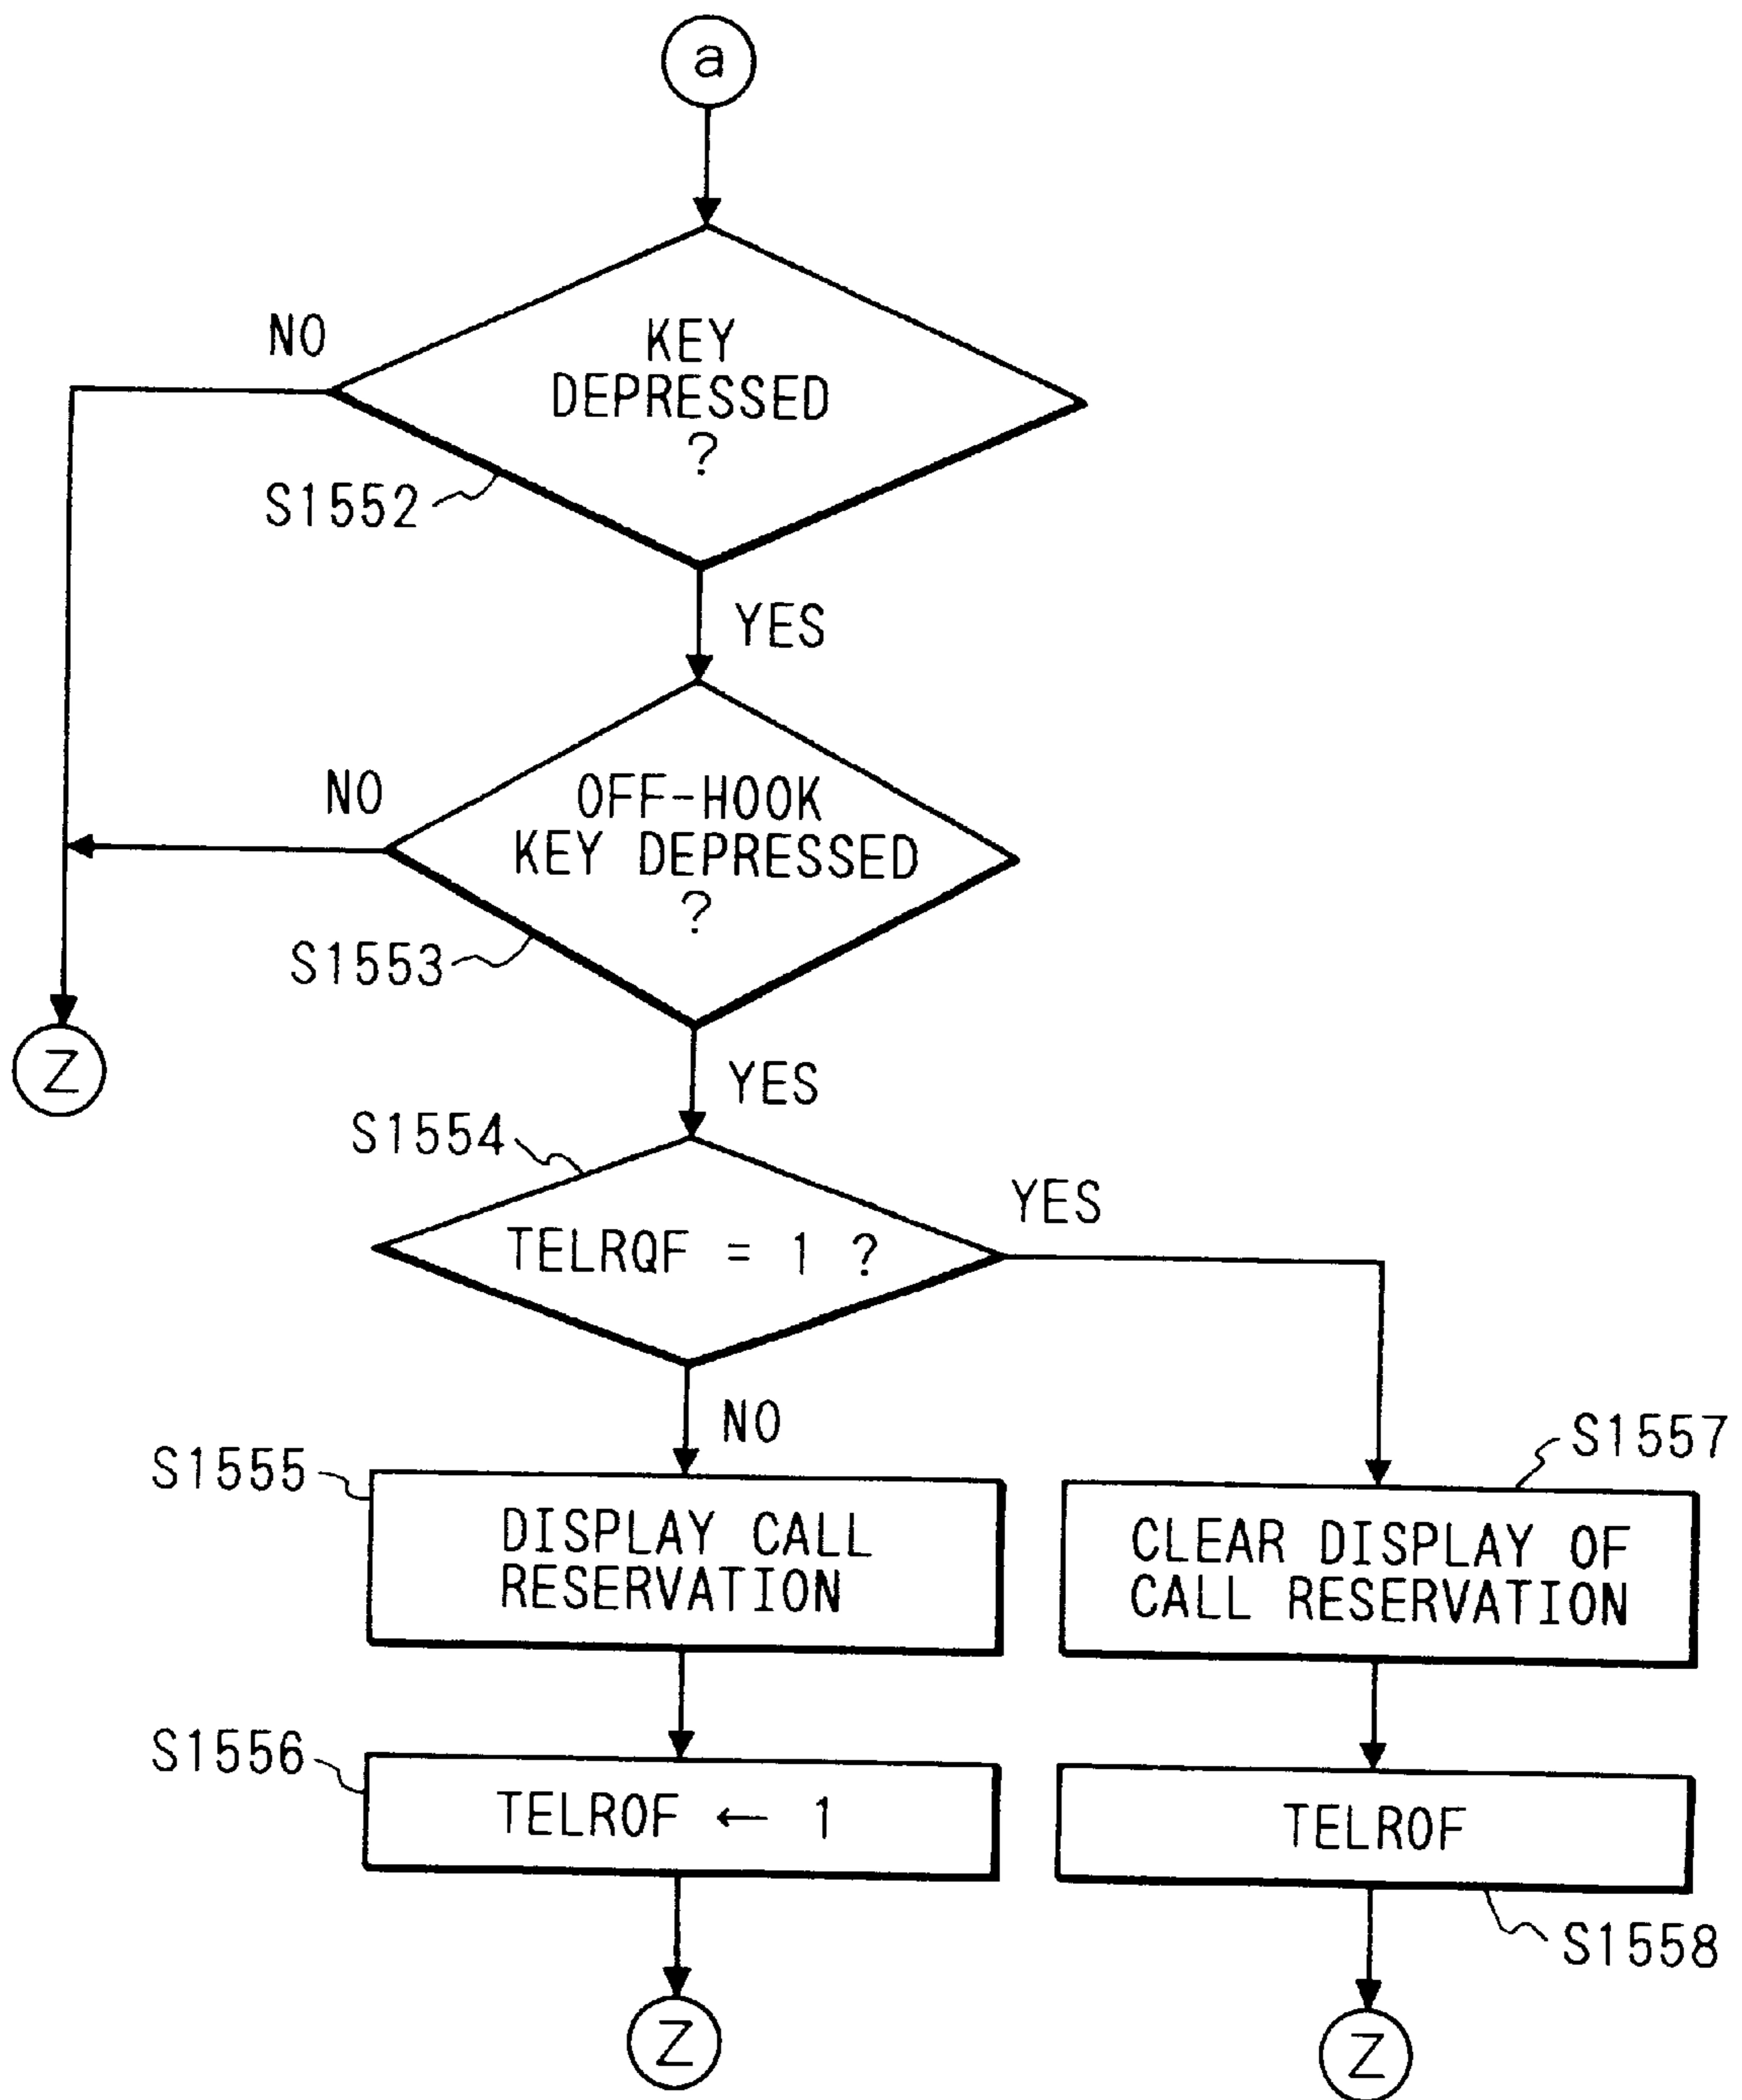 a
NO
KEY
DEPRESSED
?
S1552
YES
NO
OFF-HOOK
KEY DEPRESSED
?
S1553
Z
YES
S1554
TELRQF = 1 ?
YES
NO
S1555
DISPLAY CALL
RESERVATION
S1557
CLEAR DISPLAY OF
CALL RESERVATION
S1556
TELROF ← 1
TELROF
S1558
Z
Z